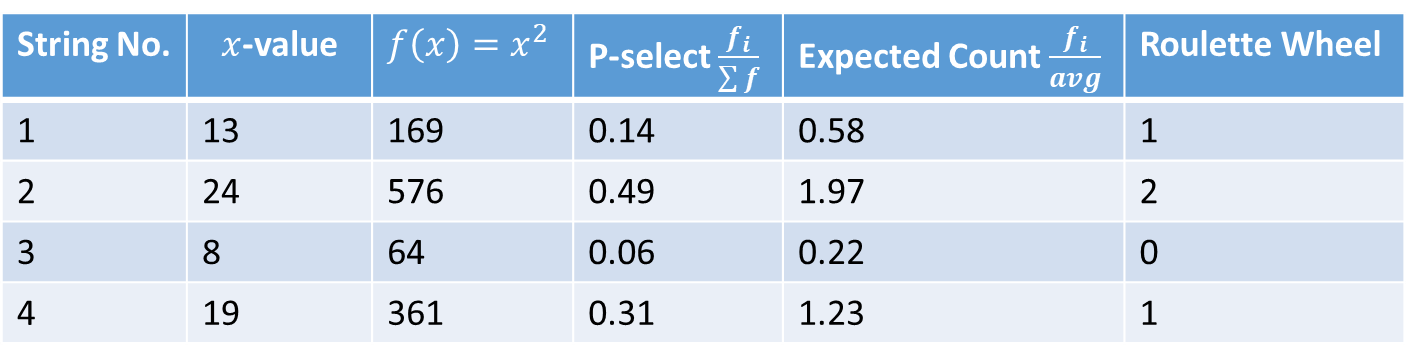 String No. x-value f(x) = x² P-select f_i/∑ f Expected Count f_i/avg Roulette Wheel
1 13 169 0.14 0.58 1
2 24 576 0.49 1.97 2
3 8 64 0.06 0.22 0
4 19 361 0.31 1.23 1